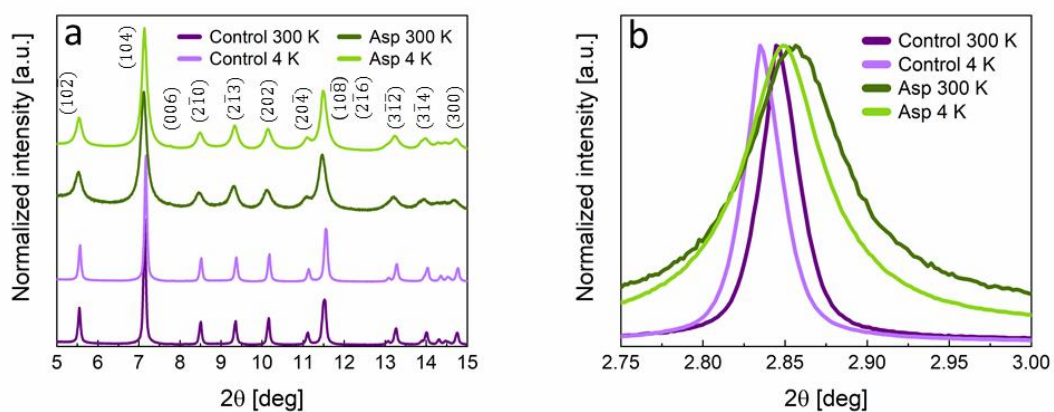 a
Control 300 K
Asp 300 K
Control 4 K
Asp 4 K
(102)
(104)
(006)
(21̄0)
(21̄3)
(202)
(204̄)
(108̄)
(2̄16)
(31̄2̄)
(31̄4)
(300)
Normalized intensity [a.u.]
5 6 7 8 9 10 11 12 13 14 15
2θ [deg]
b
Control 300 K
Control 4 K
Asp 300 K
Asp 4 K
Normalized intensity [a.u.]
2.75 2.80 2.85 2.90 2.95 3.00
2θ [deg]